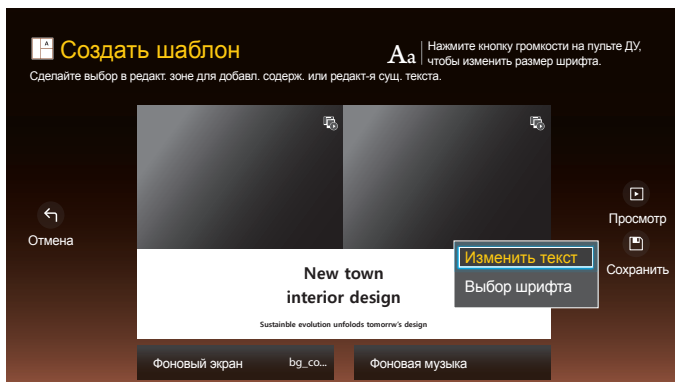 A
Создать шаблон
Aa
Нажмите кнопку громкости на пульте ДУ,
чтобы изменить размер шрифта.
Сделайте выбор в редакт. зоне для добавл. содерж. или редакт-я сущ. текста.
Отмена
Просмотр
Сохранить
Изменить текст
Выбор шрифта
New town
interior design
Sustainble evolution unfolods tomorrw's design
Фоновый экран bg_co...
Фоновая музыка